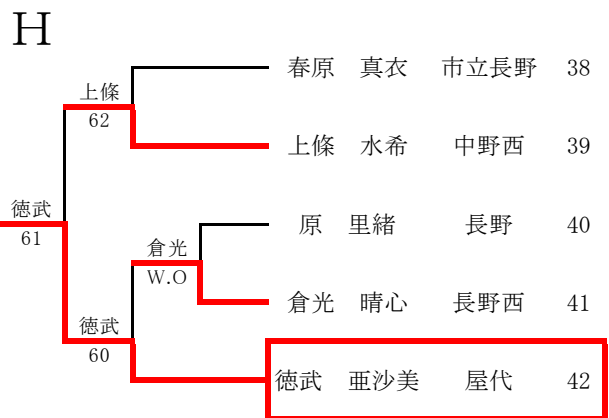 H
春原 真衣 市立長野 38
上條
62
上條 水希 中野西 39
徳武
61
原 里緒 長野 40
倉光
W.O
倉光 晴心 長野西 41
徳武
60
徳武 亜沙美 屋代 42